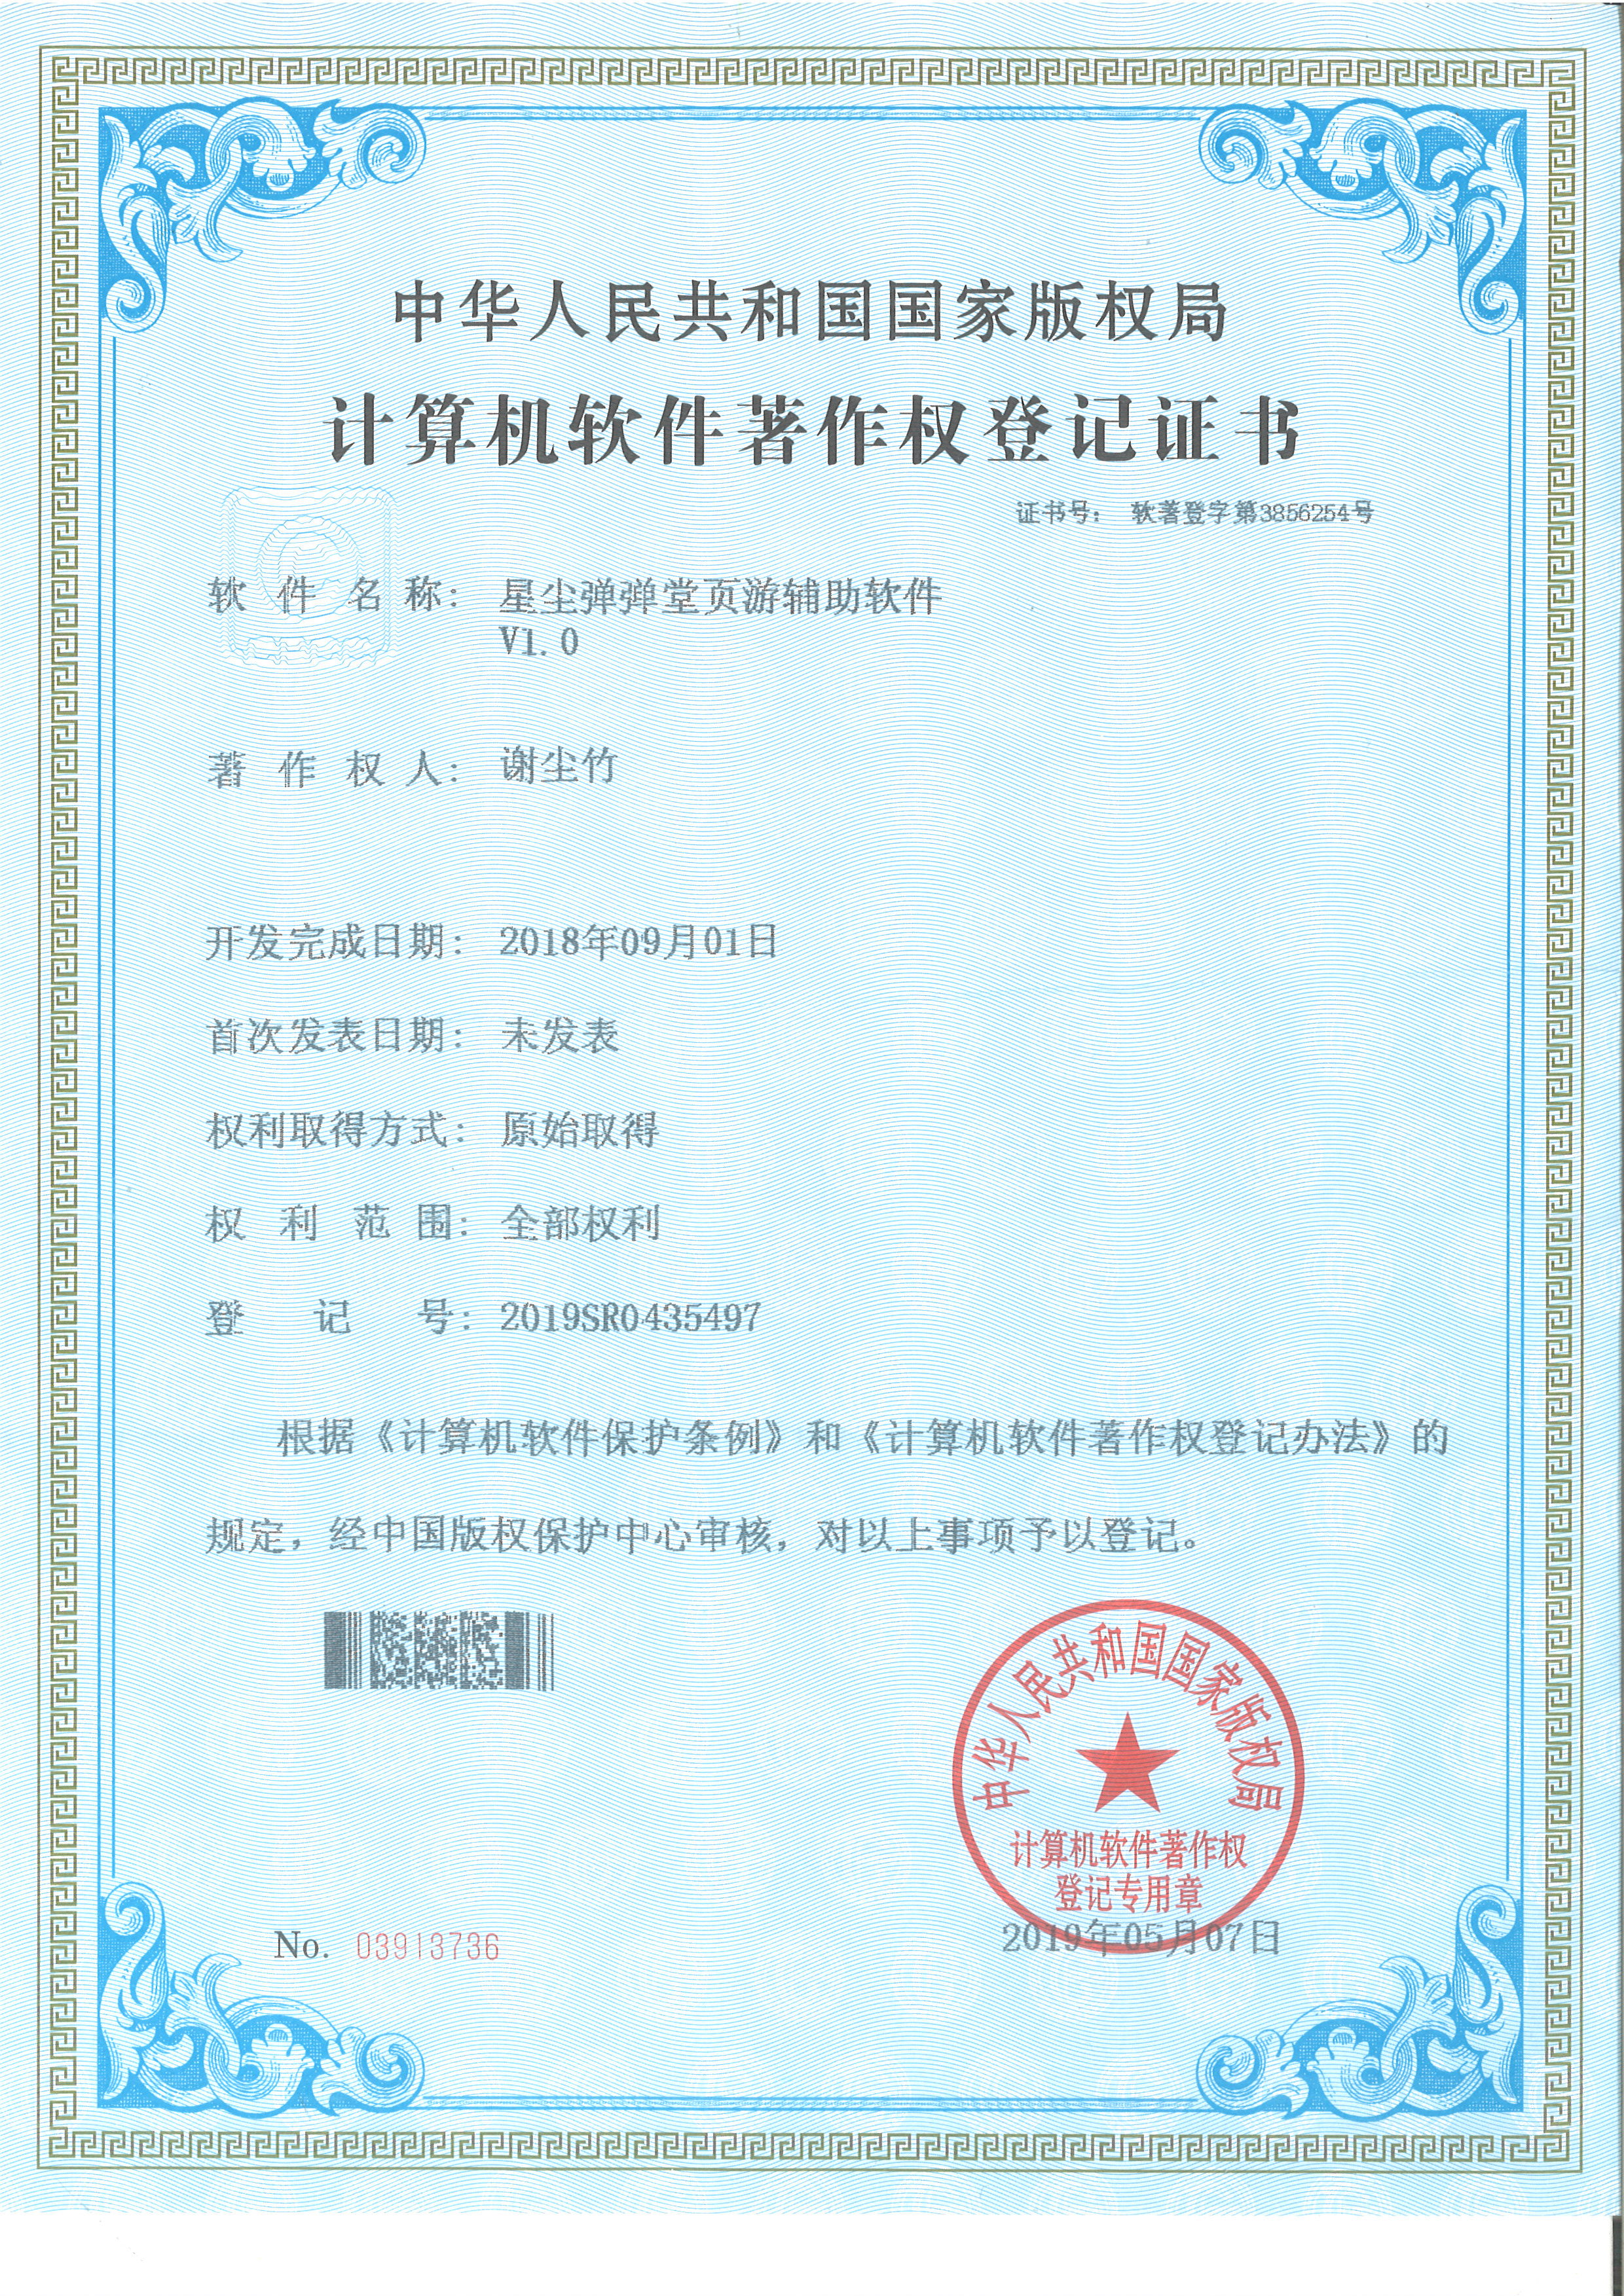 中华人民共和国国家版权局
计算机软件著作权登记证书
证书号： 软著登字第3856254号
软件名称： 星尘弹弹堂页游辅助软件
V1.0
著作权人： 谢尘竹
开发完成日期： 2018年09月01日
首次发表日期： 未发表
权利取得方式： 原始取得
权利范围： 全部权利
登记号： 2019SR0435497
根据《计算机软件保护条例》和《计算机软件著作权登记办法》的
规定，经中国版权保护中心审核，对以上事项予以登记。
中华人民共和国国家版权局
计算机软件著作权
登记专用章
No. 03913736
2019年05月07日